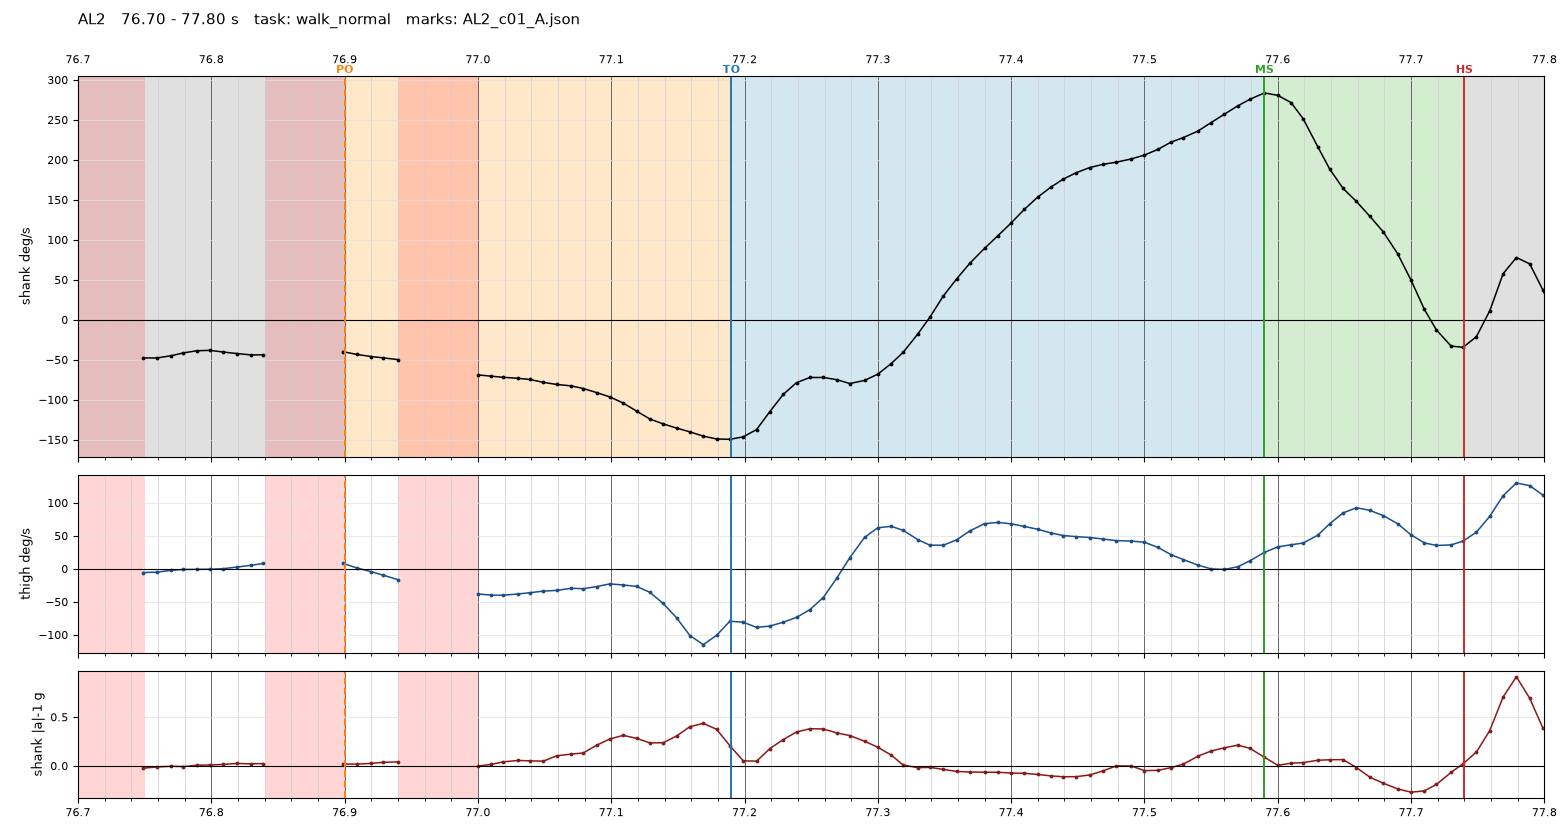 AL2   76.70 - 77.80 s   task: walk_normal   marks: AL2_c01_A.json
76.7 76.8 76.9 77.0 77.1 77.2 77.3 77.4 77.5 77.6 77.7 77.8
PO TO MS HS
shank deg/s
300
250
200
150
100
50
0
−50
−100
−150
thigh deg/s
100
50
0
−50
−100
shank |a|-1 g
0.5
0.0
76.7 76.8 76.9 77.0 77.1 77.2 77.3 77.4 77.5 77.6 77.7 77.8